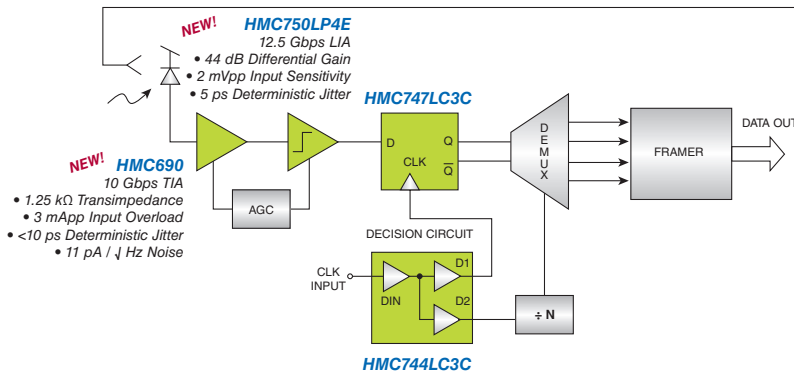 NEW!
HMC750LP4E
12.5 Gbps LIA
• 44 dB Differential Gain
• 2 mVpp Input Sensitivity
• 5 ps Deterministic Jitter
HMC747LC3C
D
Q
CLK
Q̅
DEMUX
FRAMER
DATA OUT
NEW!
HMC690
10 Gbps TIA
• 1.25 kΩ Transimpedance
• 3 mApp Input Overload
• <10 ps Deterministic Jitter
• 11 pA / √ Hz Noise
AGC
DECISION CIRCUIT
CLK
INPUT
DIN
D1
D2
÷ N
HMC744LC3C